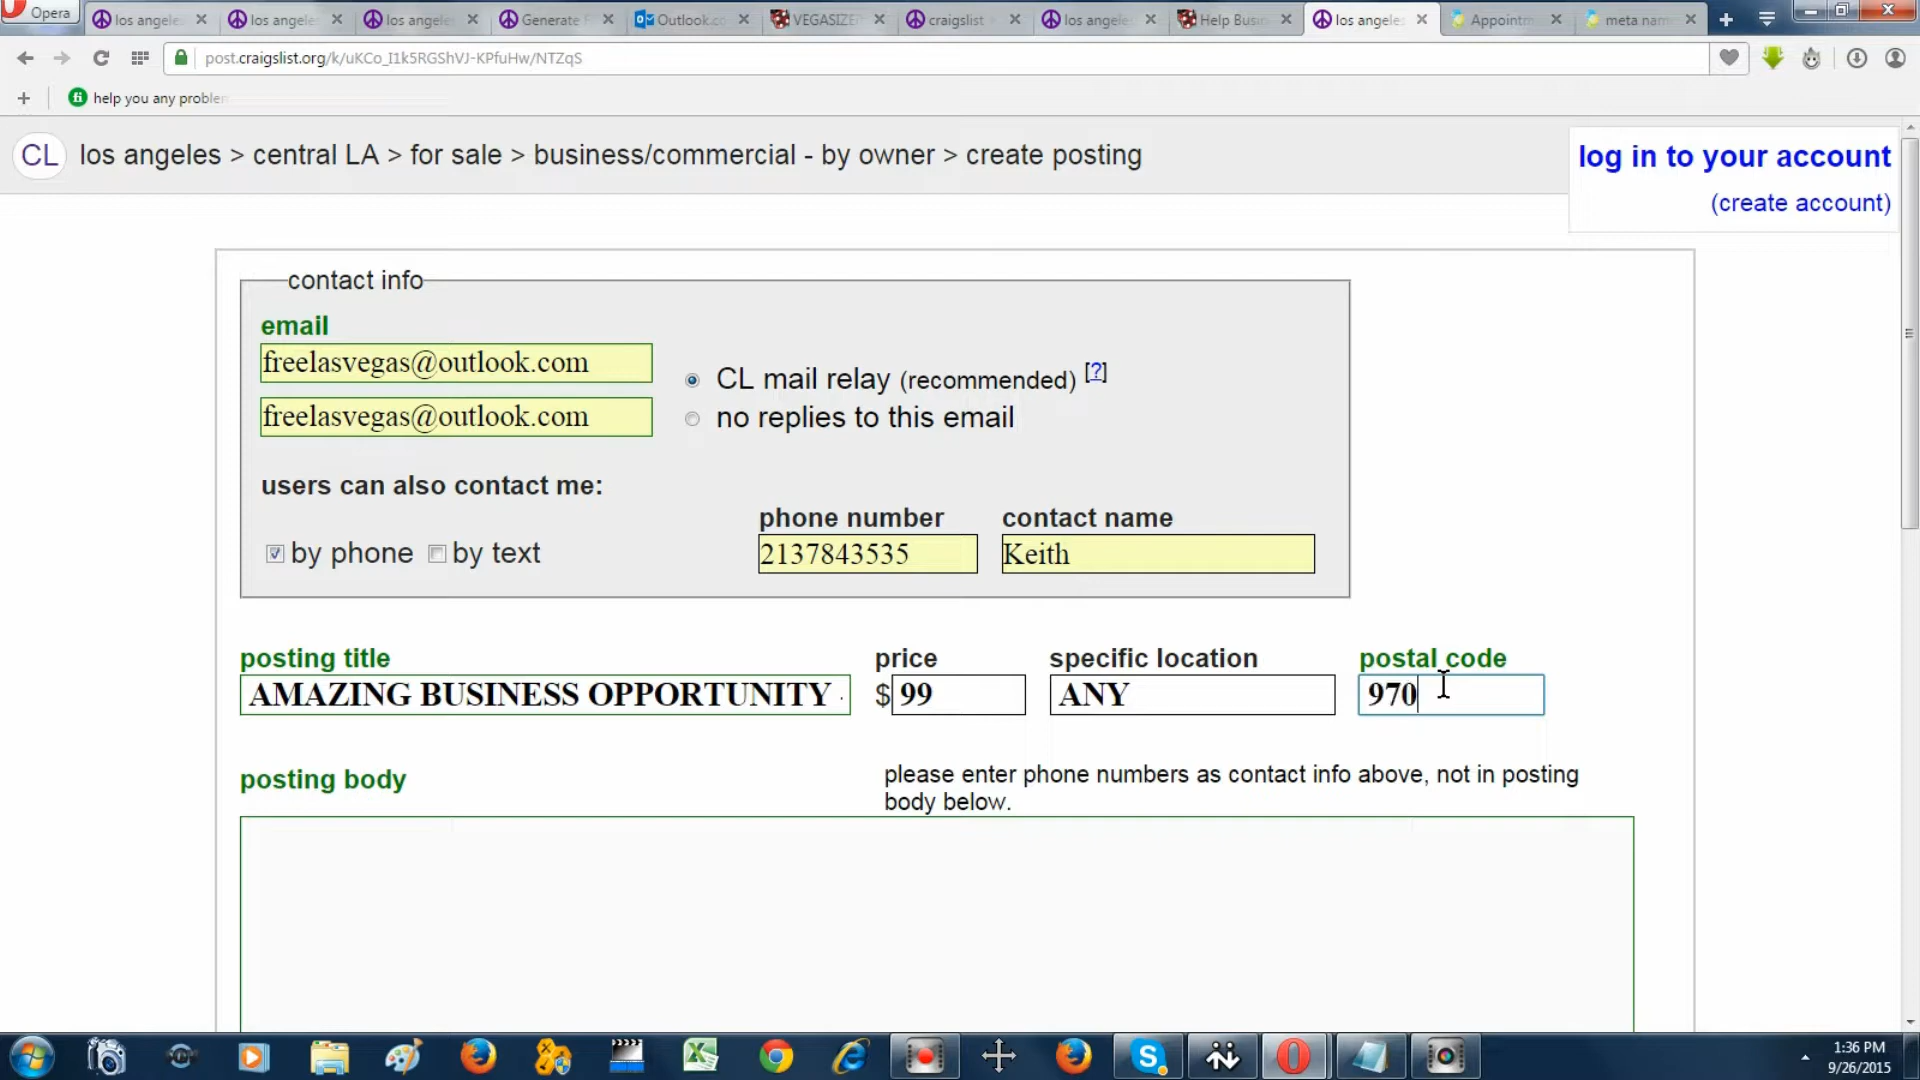 Opera
los angele
los angele
los angele
Generate F
Outlook.co
VEGASIZE
craigslist
los angele
Help Busin
los angele
Appointm
meta nam
post.craigslist.org/k/uKCo_I1k5RGShVJ-KPfuHw/NTZqS
help you any problem
CL los angeles > central LA > for sale > business/commercial - by owner > create posting
log in to your account
(create account)
contact info
email
freelasvegas@outlook.com
freelasvegas@outlook.com
CL mail relay (recommended) [?]
no replies to this email
users can also contact me:
by phone by text
phone number
2137843535
contact name
Keith
posting title
AMAZING BUSINESS OPPORTUNITY
price
$ 99
specific location
ANY
postal code
970
posting body
please enter phone numbers as contact info above, not in posting
body below.
1:36 PM
9/26/2015